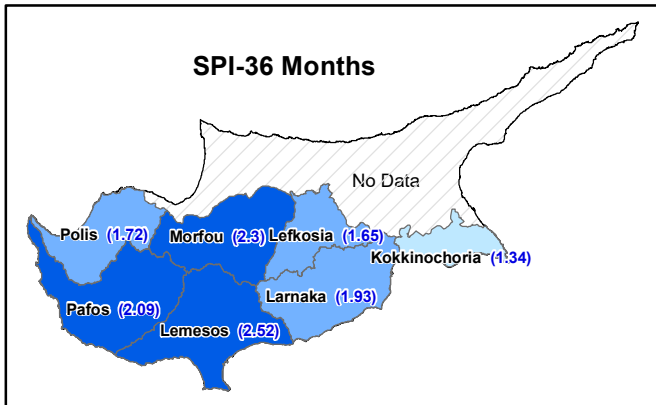 SPI-36 Months
No Data
Polis (1.72)
Morfou (2.3)
Lefkosia (1.65)
Kokkinochoria (1.34)
Pafos (2.09)
Larnaka (1.93)
Lemesos (2.52)